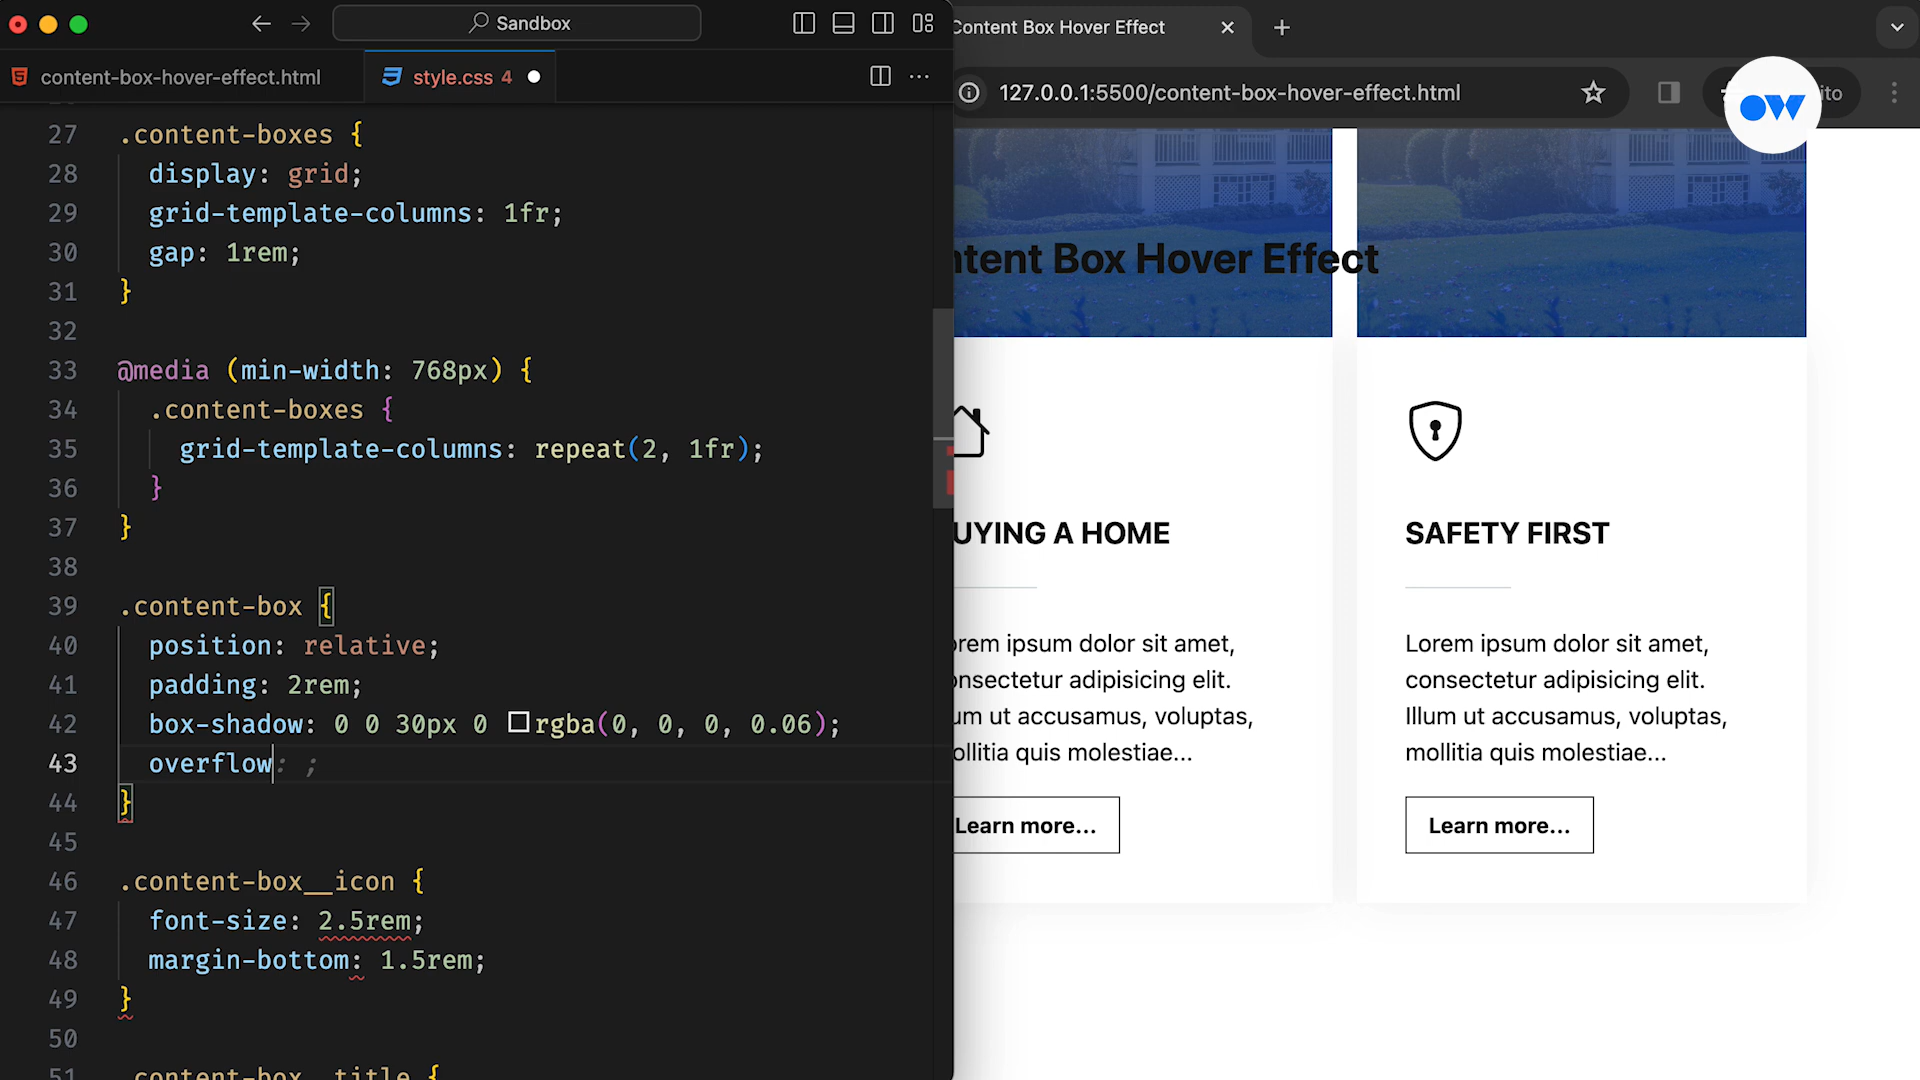 Sandbox
content-box-hover-effect.html
style.css 4
27 .content-boxes {
28 display: grid;
29 grid-template-columns: 1fr;
30 gap: 1rem;
31 }
32
33 @media (min-width: 768px) {
34 .content-boxes {
35 grid-template-columns: repeat(2, 1fr);
36 }
37 }
38
39 .content-box {
40 position: relative;
41 padding: 2rem;
42 box-shadow: 0 0 30px 0 rgba(0, 0, 0, 0.06);
43 overflow: ;
44 }
45
46 .content-box__icon {
47 font-size: 2.5rem;
48 margin-bottom: 1.5rem;
49 }
50
51 .content-box__title {
Content Box Hover Effect
127.0.0.1:5500/content-box-hover-effect.html
ito
OW
ntent Box Hover Effect
UYING A HOME
orem ipsum dolor sit amet,
onsectetur adipisicing elit.
um ut accusamus, voluptas,
ollitia quis molestiae...
Learn more...
SAFETY FIRST
Lorem ipsum dolor sit amet,
consectetur adipisicing elit.
Illum ut accusamus, voluptas,
mollitia quis molestiae...
Learn more...